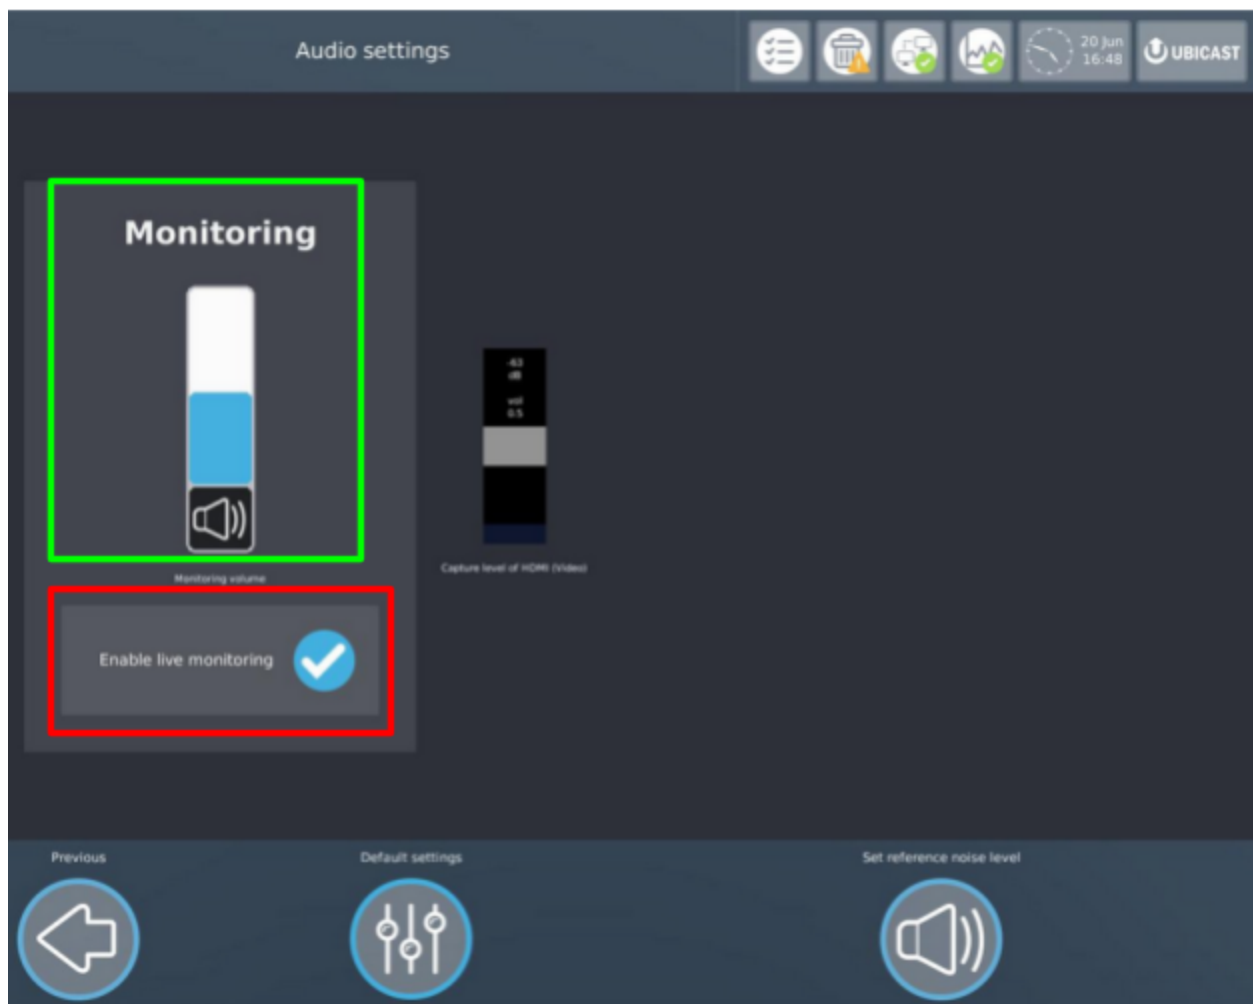 Audio settings
20 Jun
16:48
UBICAST
Monitoring
-63
dB
vol
0.5
Monitoring volume
Capture level of HDMI (Video)
Enable live monitoring
Previous
Default settings
Set reference noise level